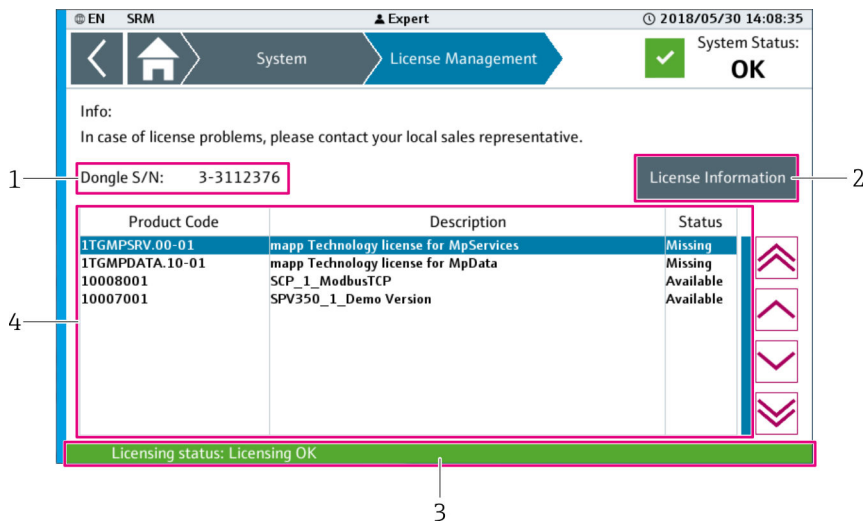 EN SRM Expert 2018/05/30 14:08:35
System License Management System Status:
OK
Info:
In case of license problems, please contact your local sales representative.
1 Dongle S/N: 3-3112376 License Information 2
Product Code Description Status
1TGMPSRV.00-01 mapp Technology license for MpServices Missing
1TGMPDATA.10-01 mapp Technology license for MpData Missing
10008001 SCP_1_ModbusTCP Available
10007001 SPV350_1_Demo Version Available
4
Licensing status: Licensing OK
3